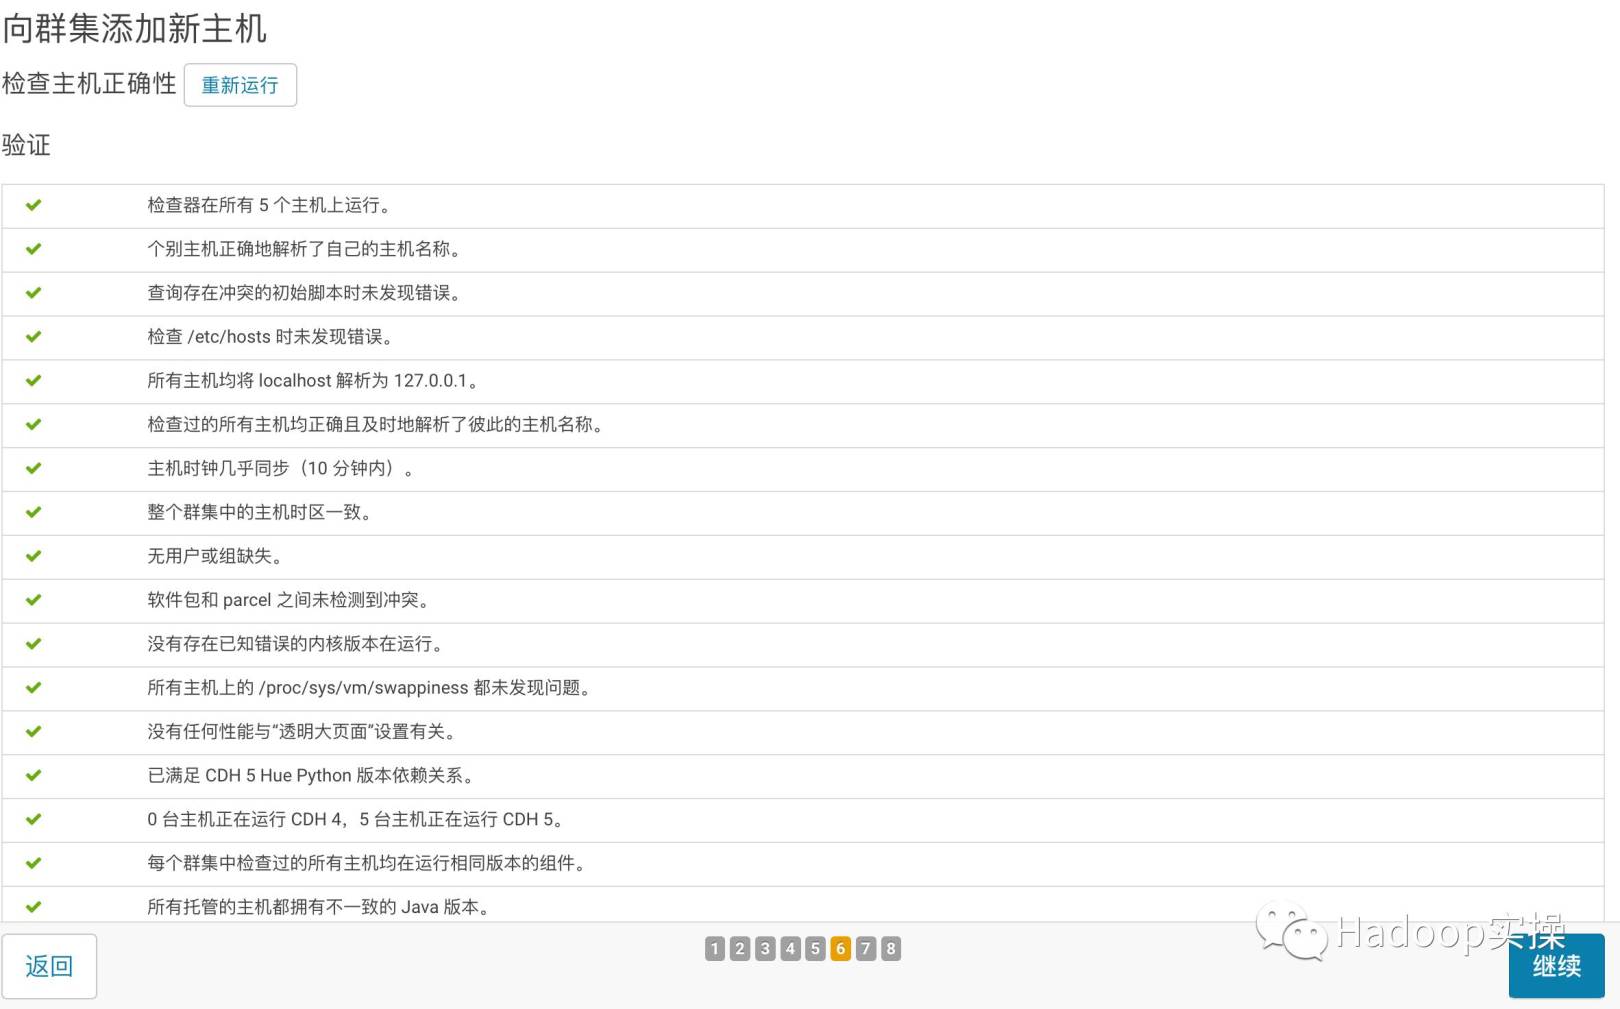 向群集添加新主机
检查主机正确性 重新运行
验证
检查器在所有 5 个主机上运行。
个别主机正确地解析了自己的主机名称。
查询存在冲突的初始脚本时未发现错误。
检查 /etc/hosts 时未发现错误。
所有主机均将 localhost 解析为 127.0.0.1。
检查过的所有主机均正确且及时地解析了彼此的主机名称。
主机时钟几乎同步（10 分钟内）。
整个群集中的主机时区一致。
无用户或组缺失。
软件包和 parcel 之间未检测到冲突。
没有存在已知错误的内核版本在运行。
所有主机上的 /proc/sys/vm/swappiness 都未发现问题。
没有任何性能与“透明大页面”设置有关。
已满足 CDH 5 Hue Python 版本依赖关系。
0 台主机正在运行 CDH 4，5 台主机正在运行 CDH 5。
每个群集中检查过的所有主机均在运行相同版本的组件。
所有托管的主机都拥有不一致的 Java 版本。
Hadoop实操
返回 1 2 3 4 5 6 7 8 继续